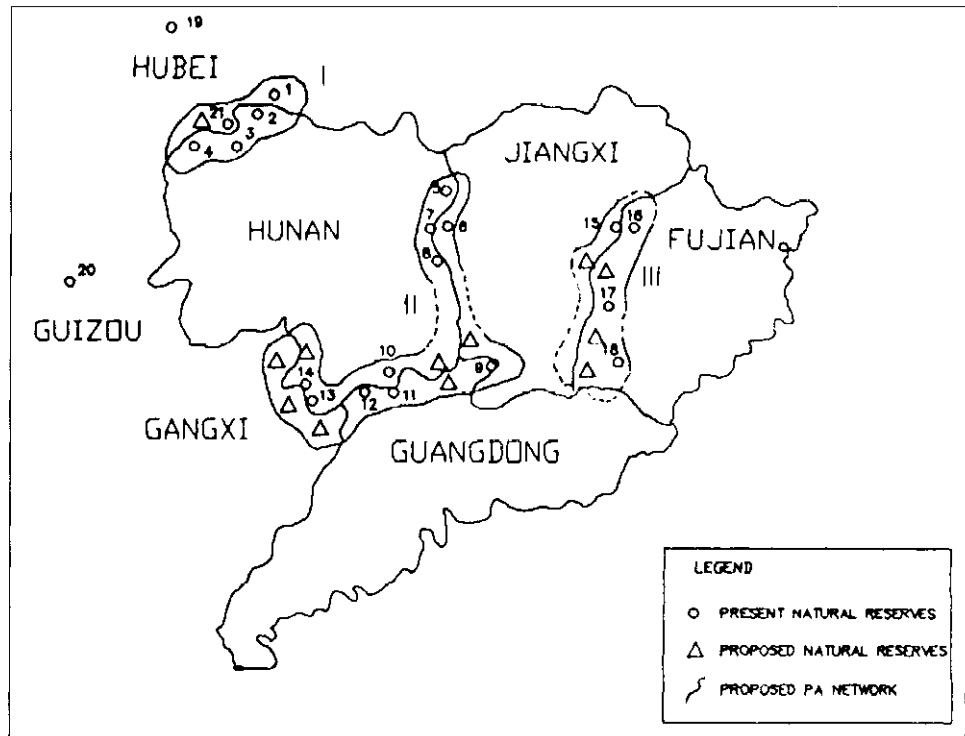 19
HUBEI
I
1
2
21
3
4
JIANGXI
5
HUNAN
7
6
15
16
FUJIAN
8
20
III
II
17
GUIZOU
10
18
9
14
13
12
11
GANGXI
GUANGDONG
LEGEND
PRESENT NATURAL RESERVES
PROPOSED NATURAL RESERVES
PROPOSED PA NETWORK